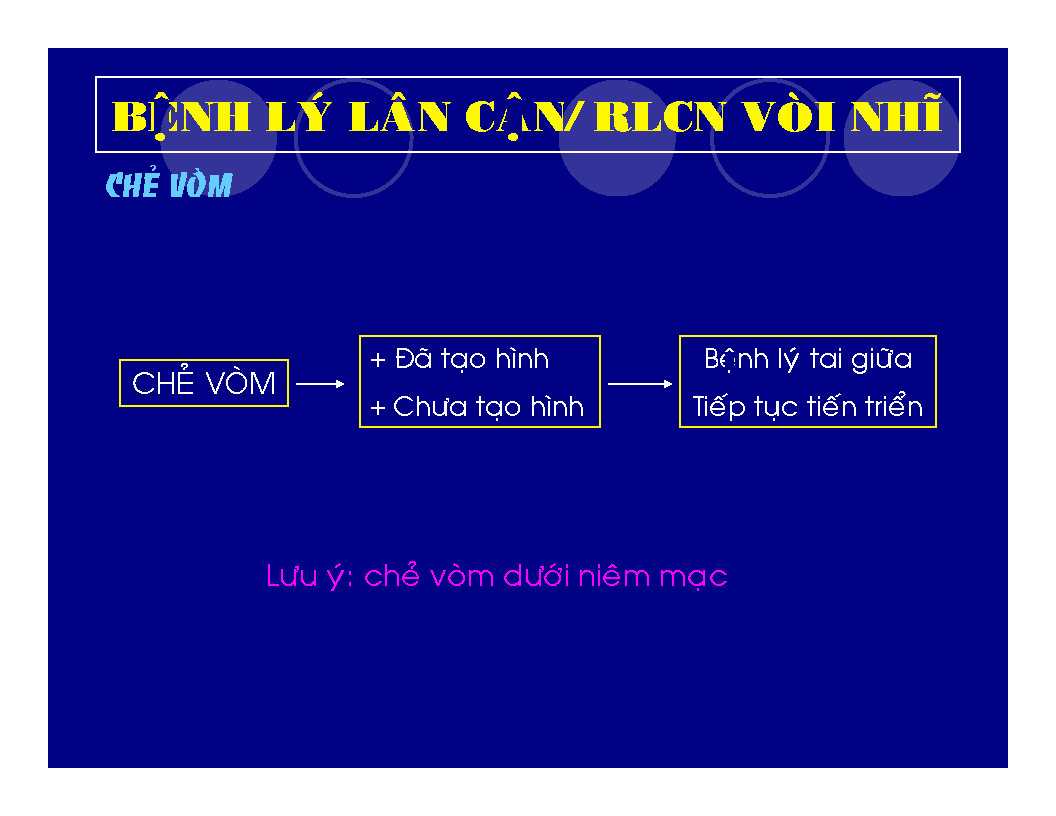 BỆNH LÝ LÂN CẬN/ RLCN VÒI NHĨ
CHẺ VÒM
CHẺ VÒM
+ Đã tạo hình
+ Chưa tạo hình
Bệnh lý tai giữa
Tiếp tục tiến triển
Lưu ý: chẻ vòm dưới niêm mạc